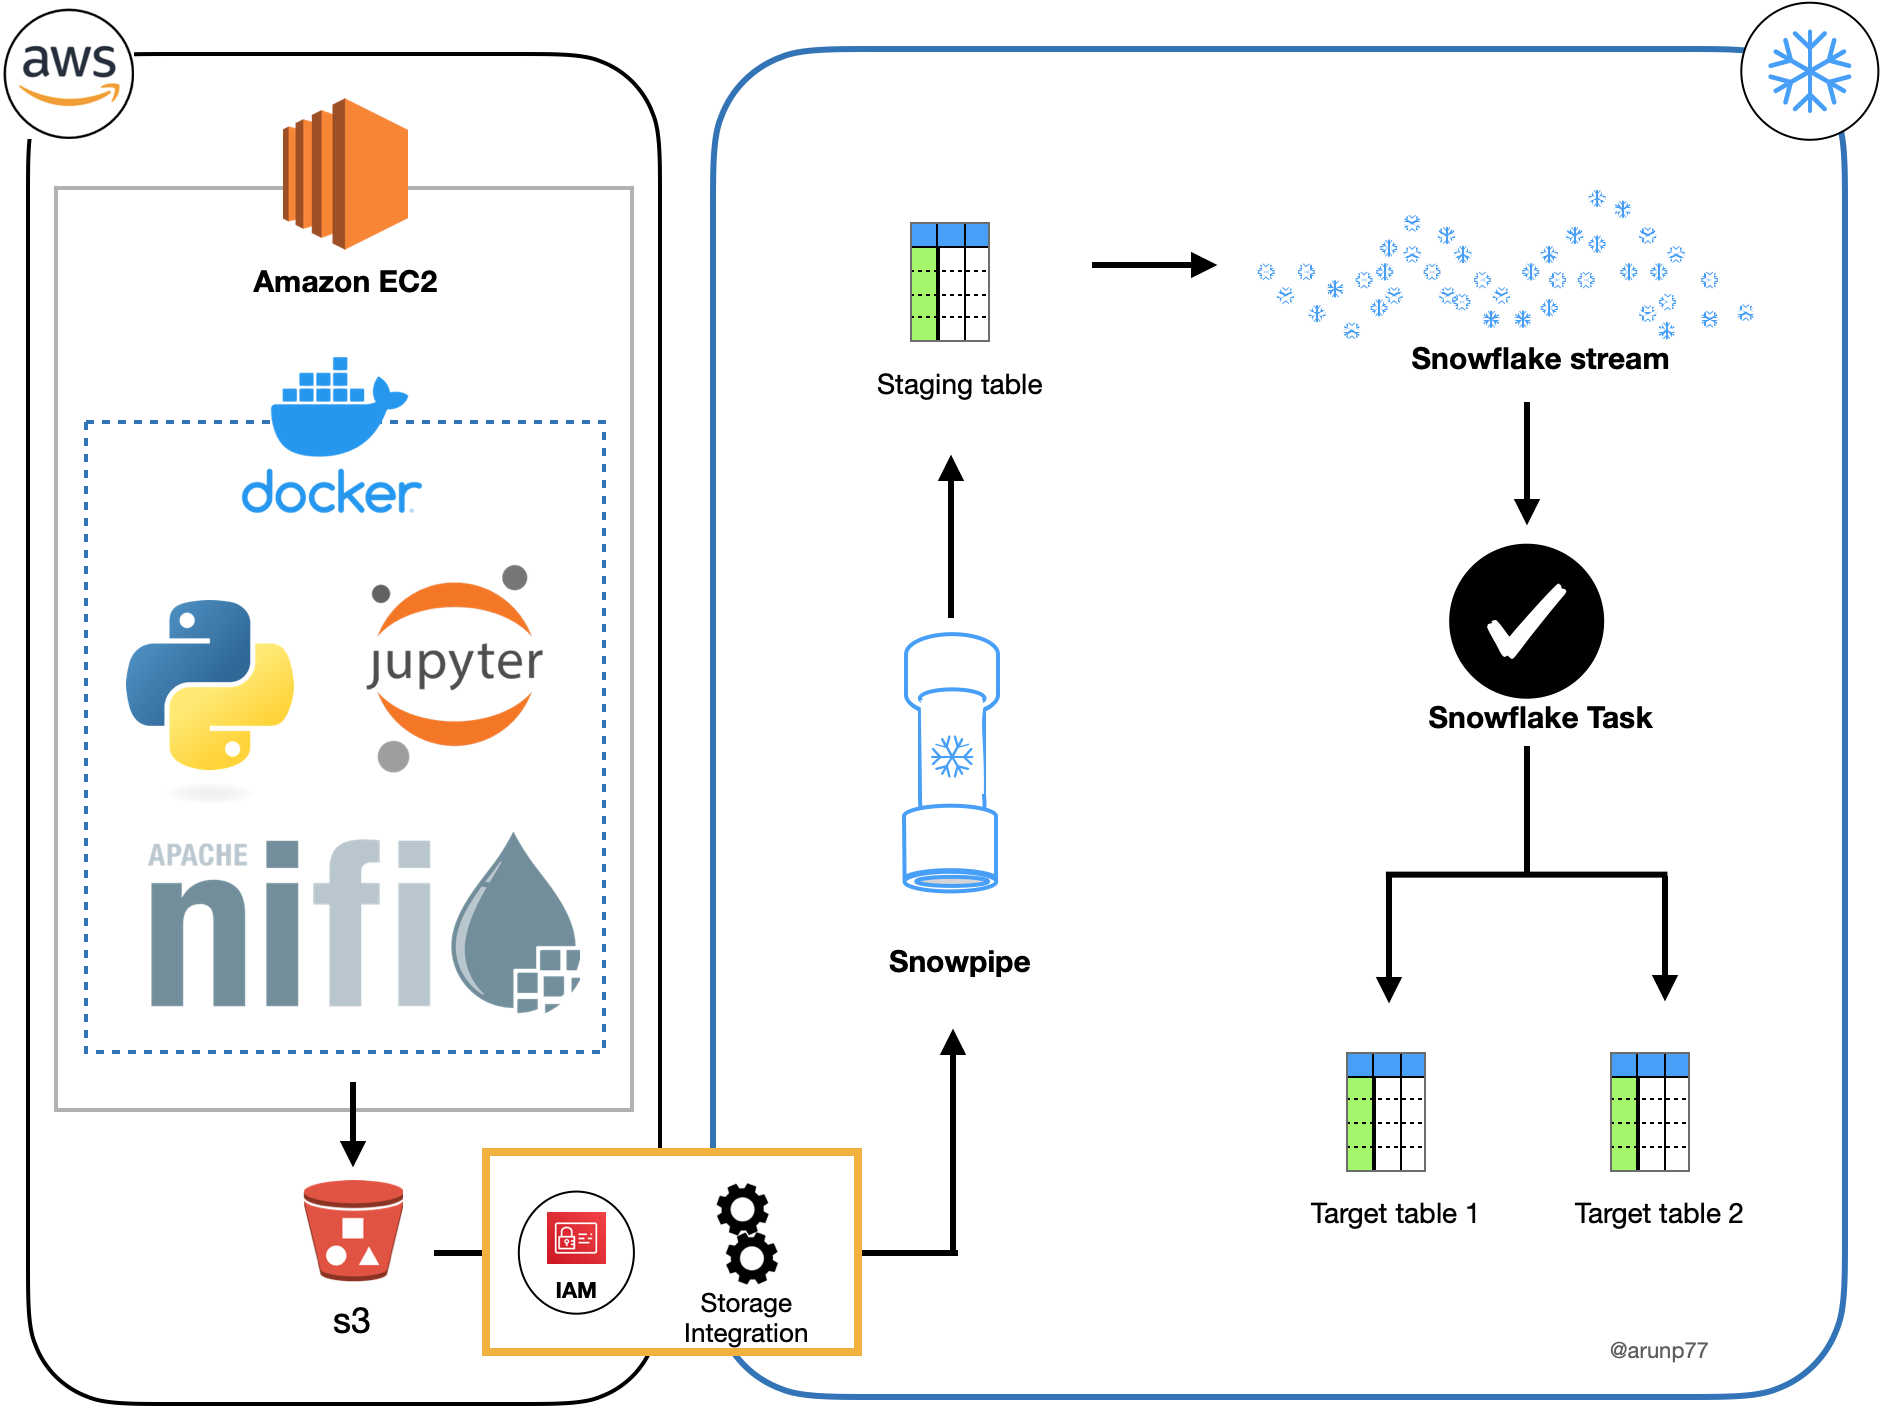 aws
Amazon EC2
docker
jupyter
APACHE
nifi
s3
IAM
Storage
Integration
Snowpipe
Staging table
Snowflake stream
Snowflake Task
Target table 1
Target table 2
@arunp77